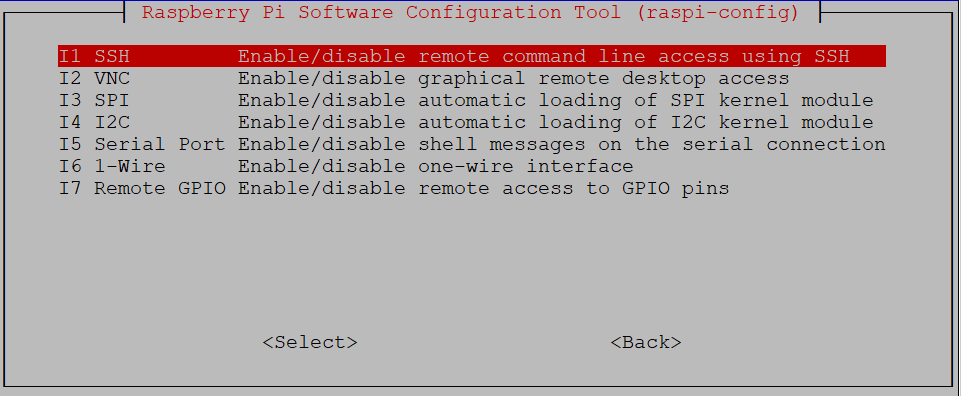 Raspberry Pi Software Configuration Tool (raspi-config)
I1 SSH Enable/disable remote command line access using SSH
I2 VNC Enable/disable graphical remote desktop access
I3 SPI Enable/disable automatic loading of SPI kernel module
I4 I2C Enable/disable automatic loading of I2C kernel module
I5 Serial Port Enable/disable shell messages on the serial connection
I6 1-Wire Enable/disable one-wire interface
I7 Remote GPIO Enable/disable remote access to GPIO pins
<Select> <Back>